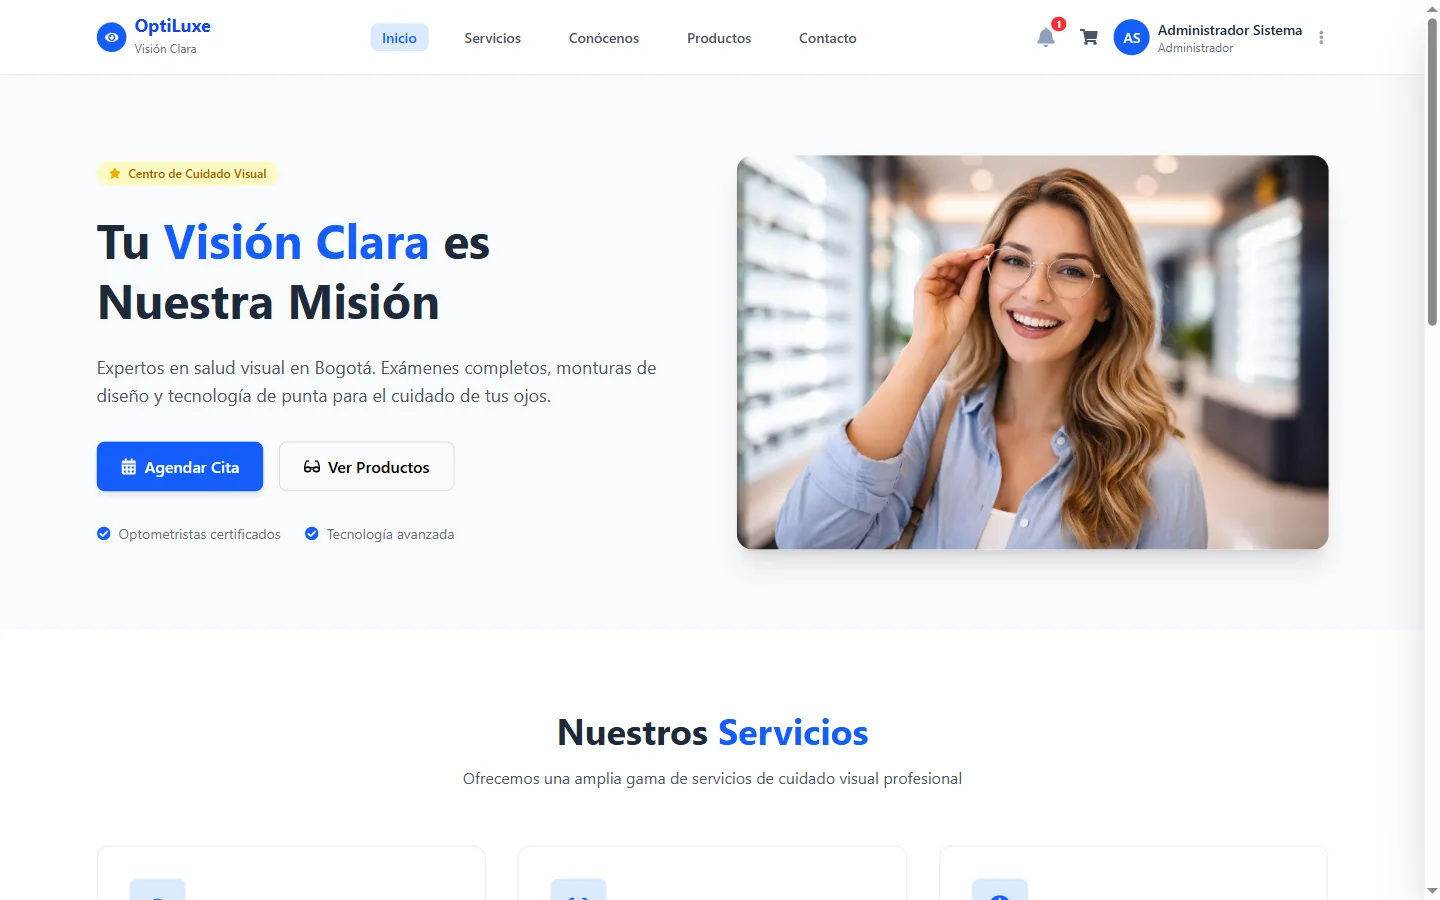 OptiLuxe
Visión Clara
Inicio
Servicios
Conócenos
Productos
Contacto
1
AS
Administrador Sistema
Administrador
Centro de Cuidado Visual
Tu Visión Clara es
Nuestra Misión
Expertos en salud visual en Bogotá. Exámenes completos, monturas de
diseño y tecnología de punta para el cuidado de tus ojos.
Agendar Cita
Ver Productos
Optometristas certificados
Tecnología avanzada
Nuestros Servicios
Ofrecemos una amplia gama de servicios de cuidado visual profesional